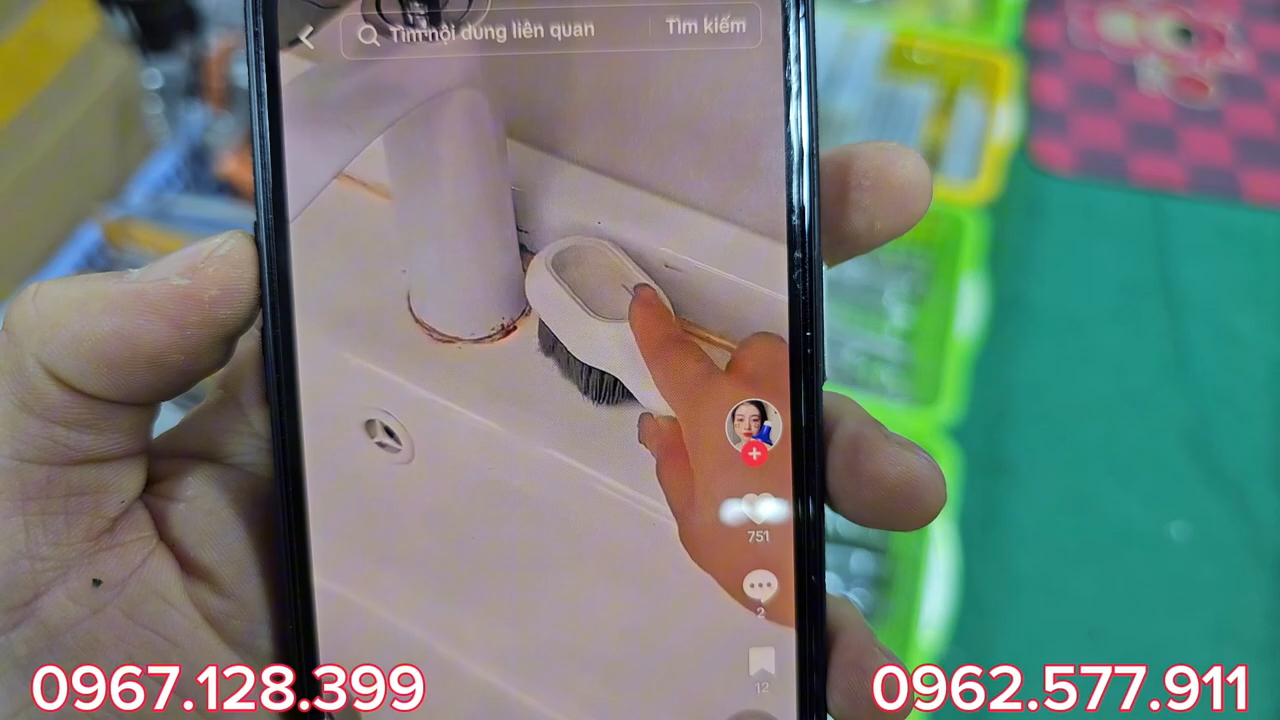 Tìm nội dung liên quan
Tìm kiếm
751
2
12
0967.128.399
0962.577.911